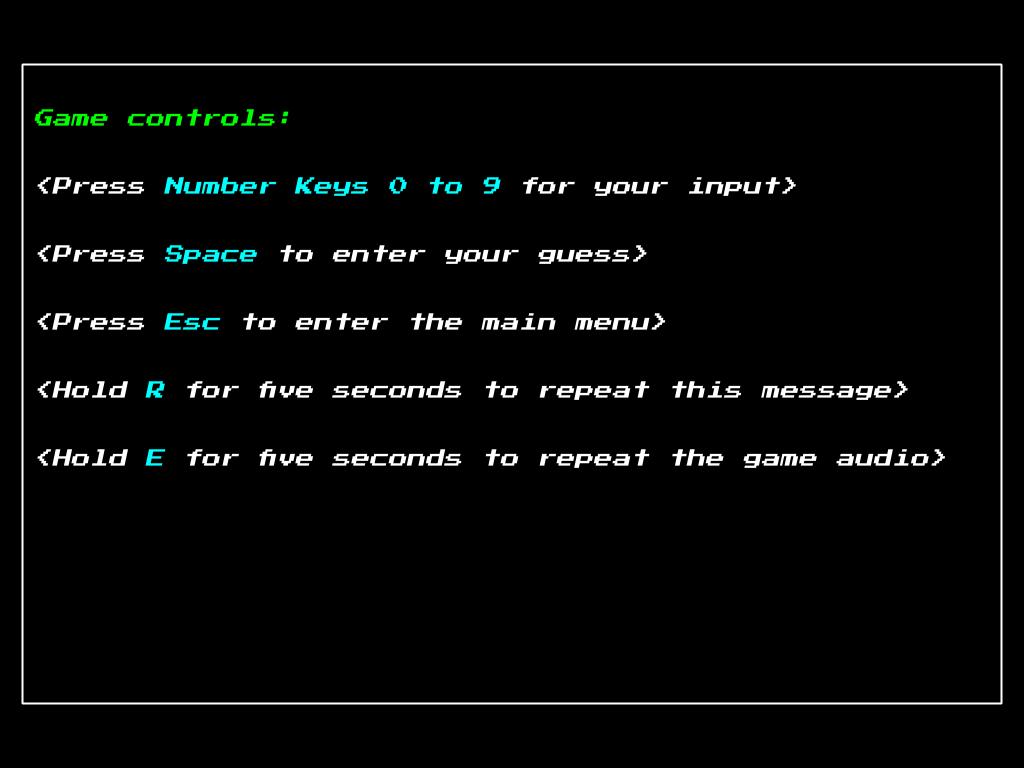 Game controls:
<Press Number Keys 0 to 9 for your input>
<Press Space to enter your guess>
<Press Esc to enter the main menu>
<Hold R for five seconds to repeat this message>
<Hold E for five seconds to repeat the game audio>